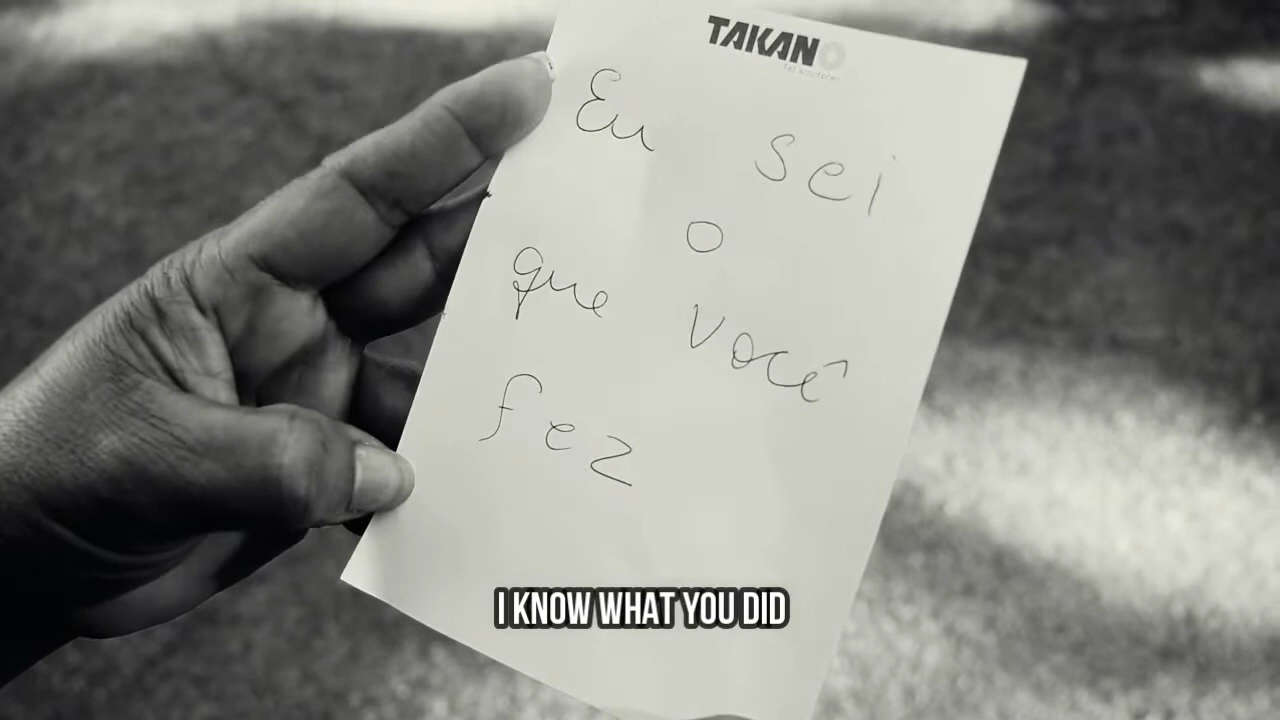 TAKANO
Eu sei
o
que você
fez
I KNOW WHAT YOU DID